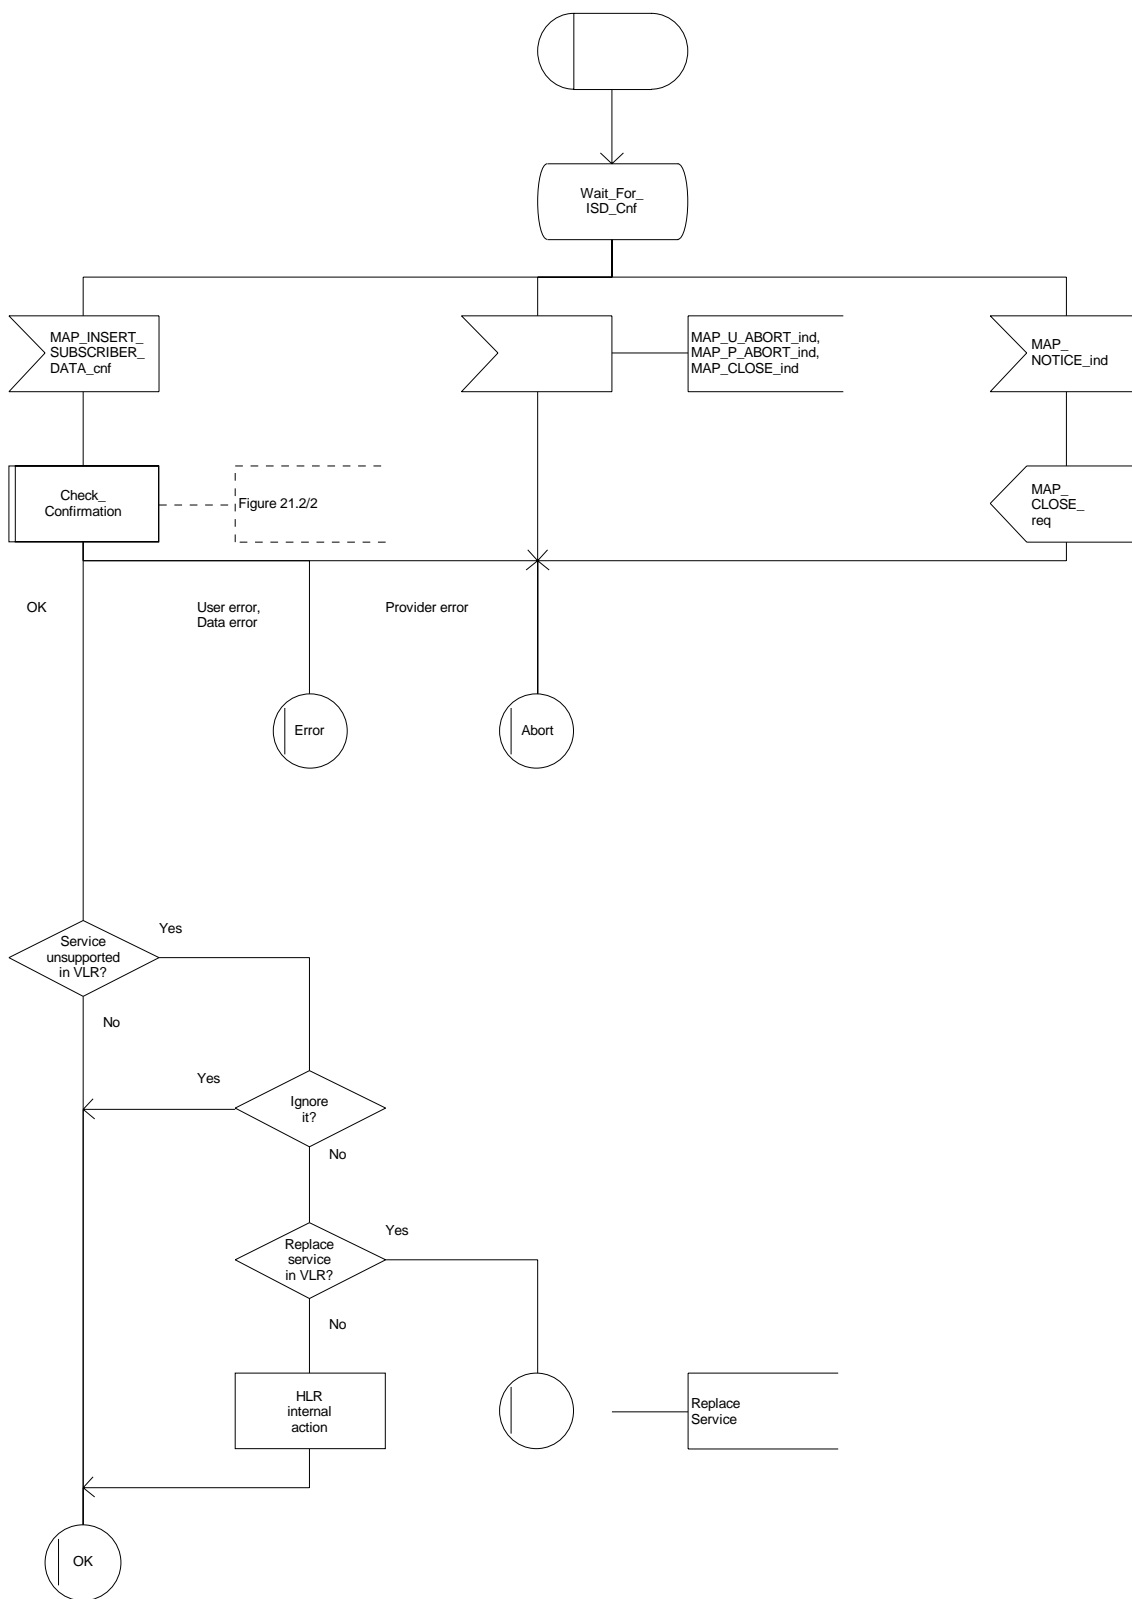 Wait_For_
ISD_Cnf
MAP_INSERT_
SUBSCRIBER_
DATA_cnf
MAP_U_ABORT_ind,
MAP_P_ABORT_ind,
MAP_CLOSE_ind
MAP_
NOTICE_ind
Check_
Confirmation
Figure 21.2/2
MAP_
CLOSE_
req
OK
User error,
Data error
Provider error
Error
Abort
Service
unsupported
in VLR?
Yes
No
Yes
Ignore
it?
No
Replace
service
in VLR?
Yes
No
HLR
internal
action
Replace
Service
OK